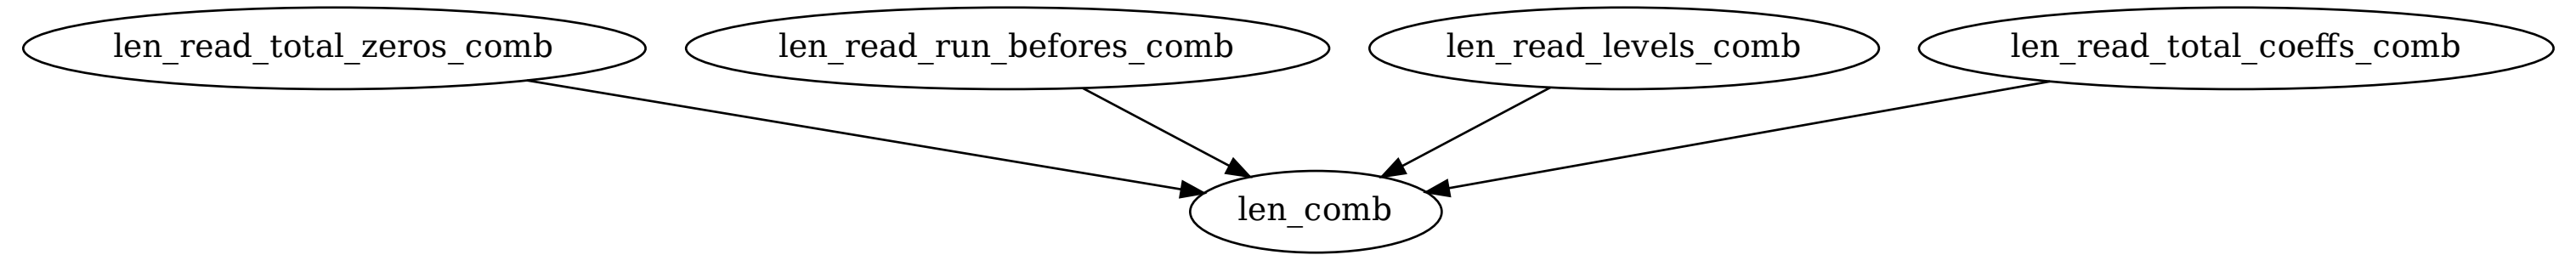 len_read_total_zeros_comb
len_read_run_befores_comb
len_read_levels_comb
len_read_total_coeffs_comb
len_comb